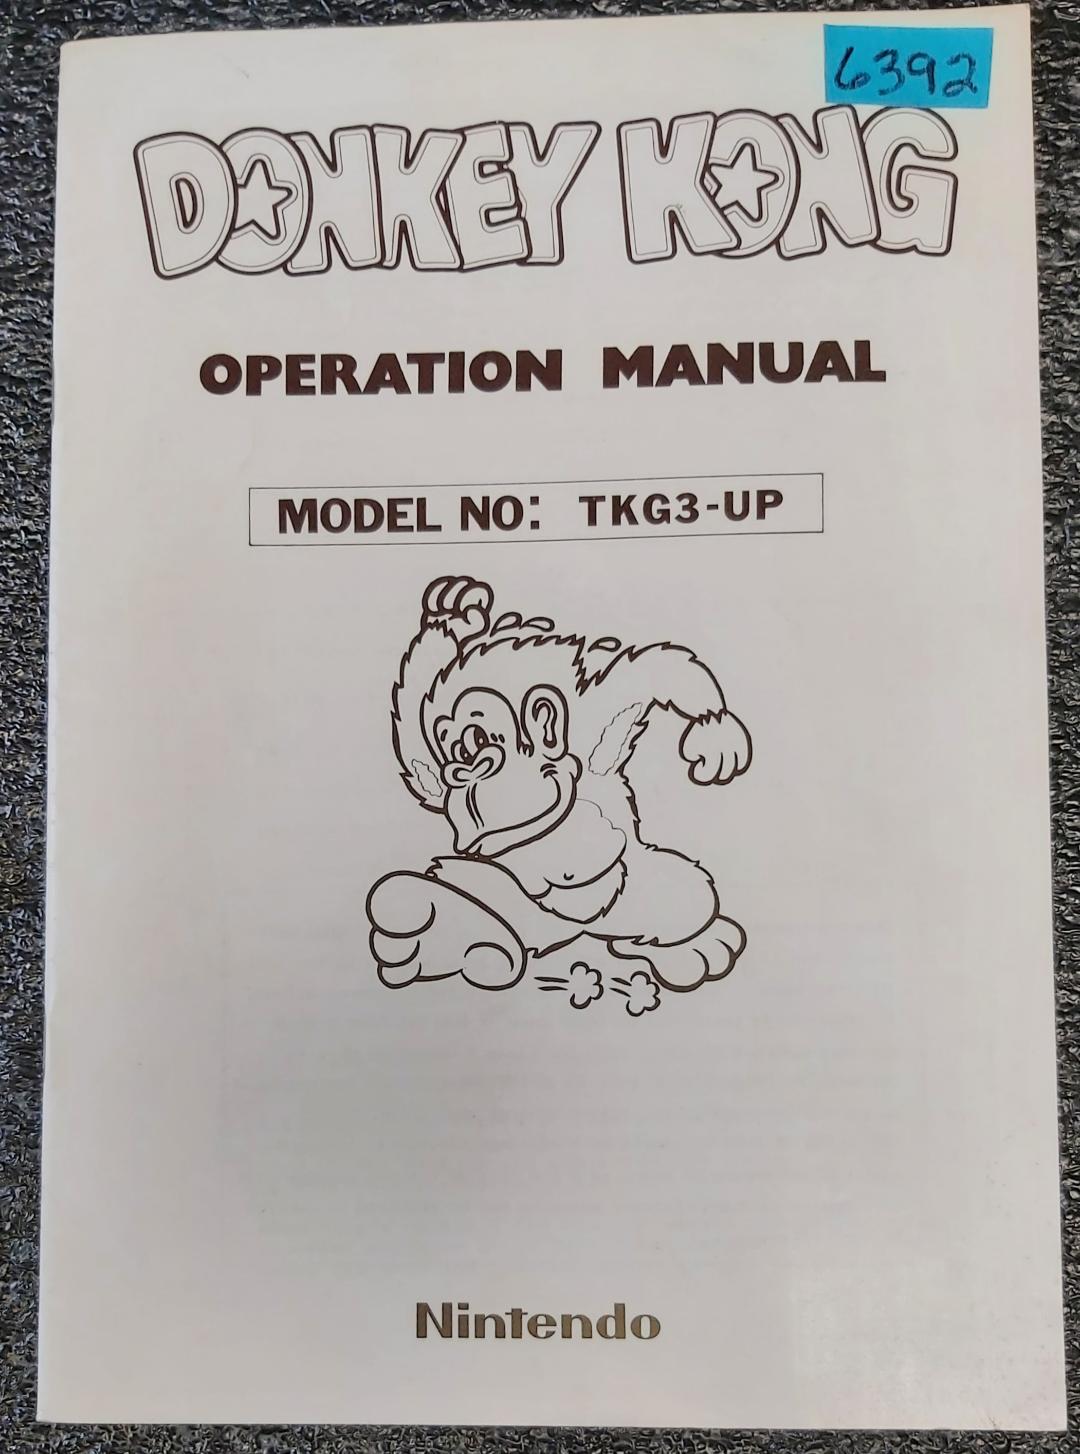 6392
DONKEY KONG
OPERATION MANUAL
MODEL NO: TKG3-UP
Nintendo